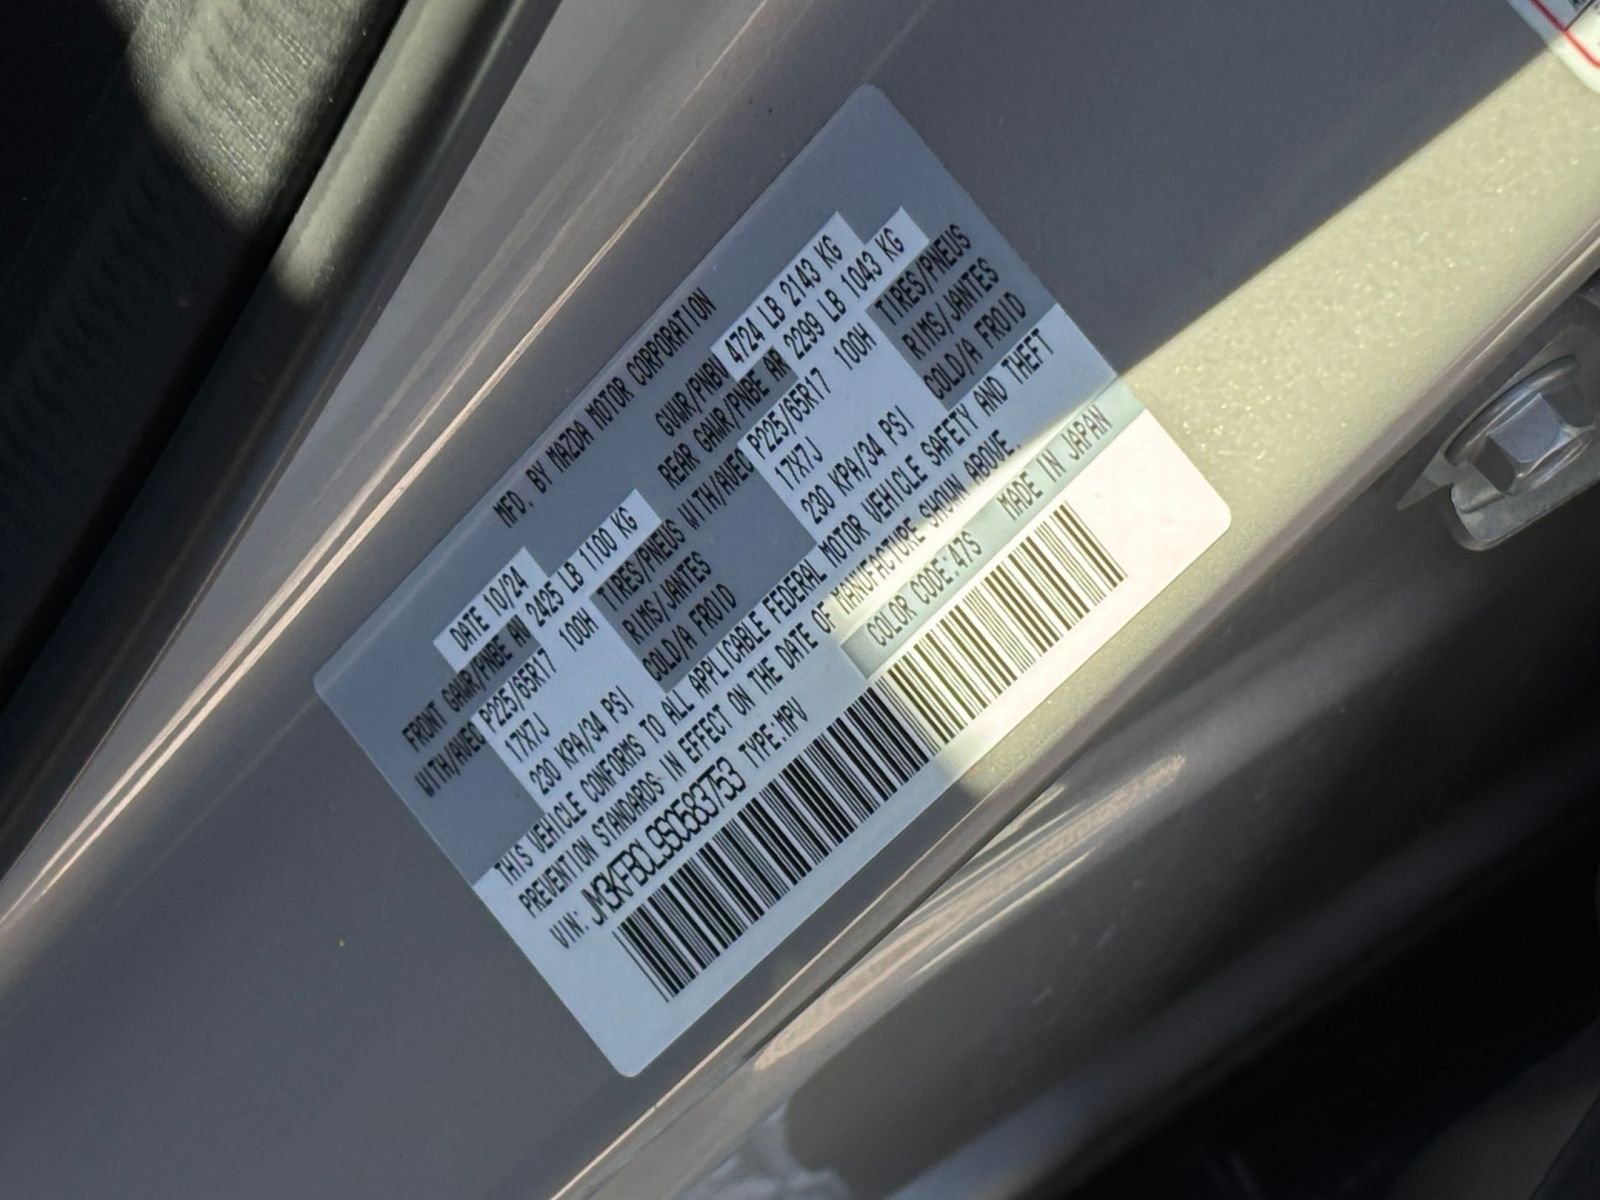 MFD. BY MAZDA MOTOR CORPORATION
DATE 10/24 GVWR/PNBV 4724 LB 2143 KG
FRONT GAWR/PNBE AV 2425 LB 1100 KG REAR GAWR/PNBE AR 2299 LB 1043 KG
WITH/AVEC P225/65R17 100H TIRES/PNEUS WITH/AVEC P225/65R17 100H TIRES/PNEUS
17X7J RIMS/JANTES 17X7J RIMS/JANTES
230 KPA/34 PSI COLD/A FROID 230 KPA/34 PSI COLD/A FROID
THIS VEHICLE CONFORMS TO ALL APPLICABLE FEDERAL MOTOR VEHICLE SAFETY AND THEFT
PREVENTION STANDARDS IN EFFECT ON THE DATE OF MANUFACTURE SHOWN ABOVE.
VIN: JM3KFBCL9S0583753 TYPE:MPV COLOR CODE:47S MADE IN JAPAN